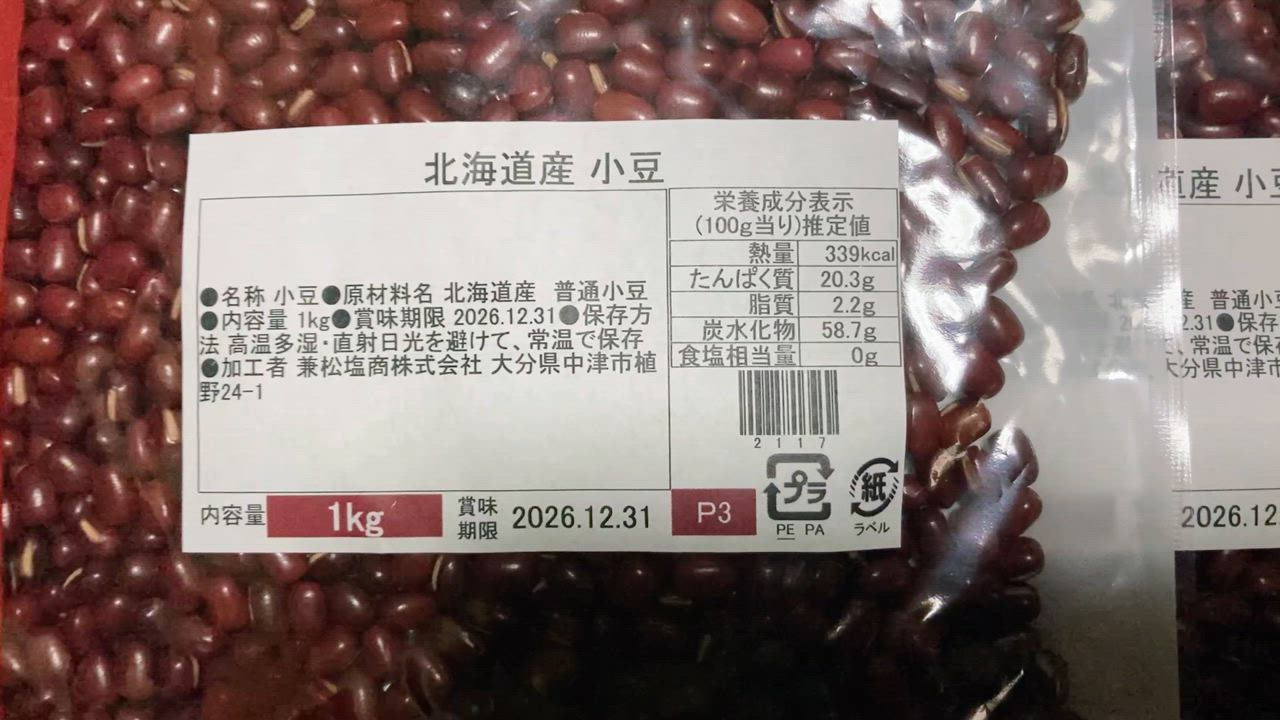 北海道産 小豆
●名称 小豆●原材料名 北海道産 普通小豆
●内容量 1kg●賞味期限 2026.12.31●保存方
法 高温多湿・直射日光を避けて、常温で保存
●加工者 兼松塩商株式会社 大分県中津市植
野24-1
栄養成分表示
(100g当り)推定値
熱量 339kcal
たんぱく質 20.3g
脂質 2.2g
炭水化物 58.7g
食塩相当量 0g
2117
プラ
PE PA
紙
ラベル
内容量 1kg 賞味期限 2026.12.31 P3
産 小豆
産 普通小豆
2.31●保存
、常温で保存
大分県中津市
2026.12